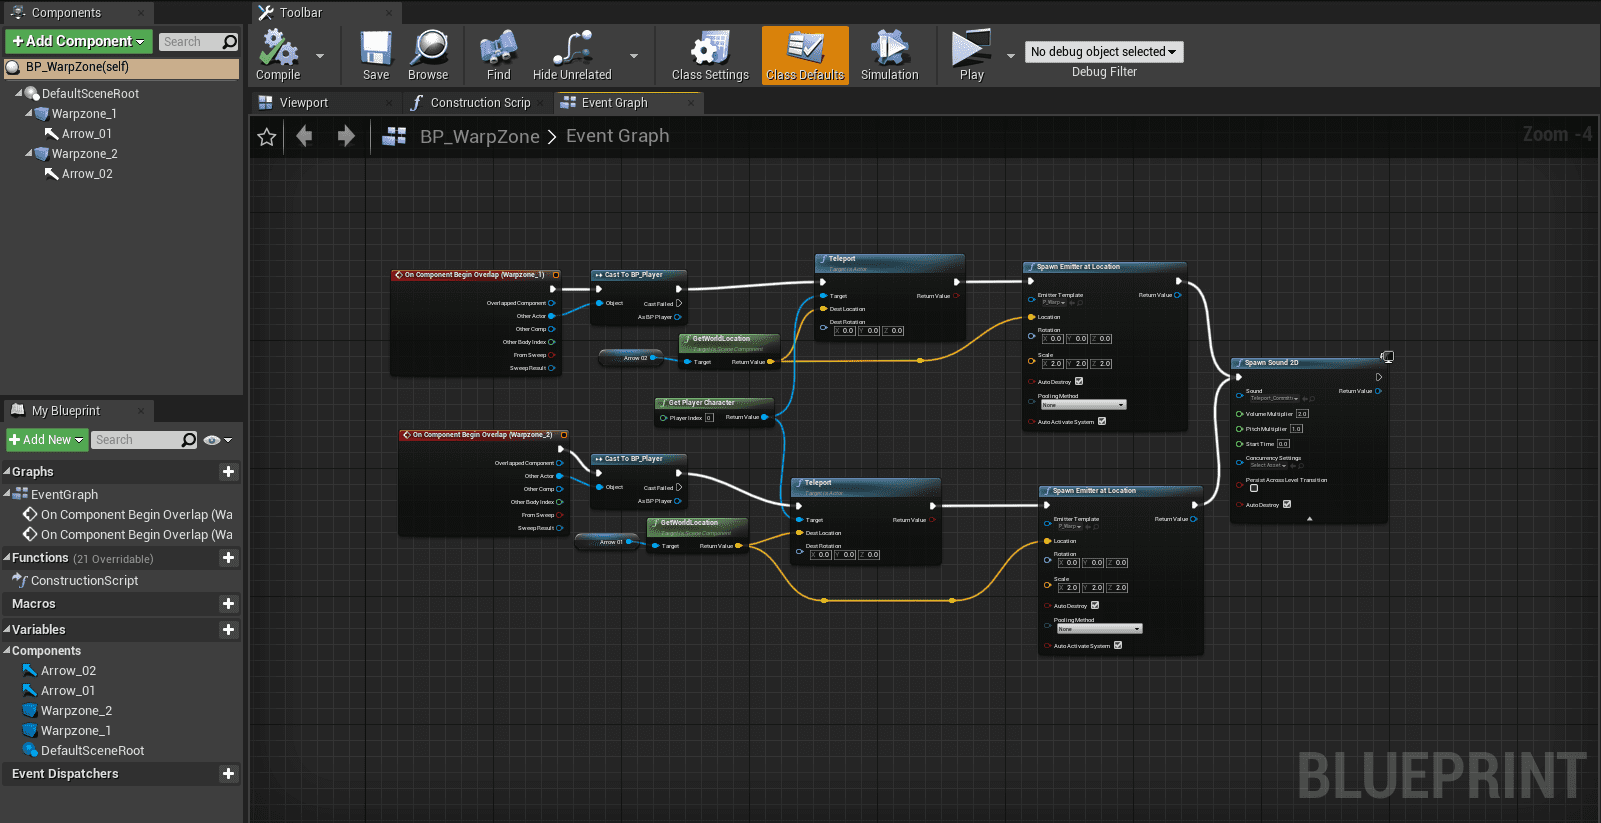 Components
Toolbar
+Add Component
Search
BP_WarpZone(self)
DefaultSceneRoot
Warpzone_1
Arrow_01
Warpzone_2
Arrow_02
Compile
Save
Browse
Find
Hide Unrelated
Class Settings
Class Defaults
Simulation
Play
No debug object selected
Debug Filter
Viewport
Construction Scrip
Event Graph
BP_WarpZone > Event Graph
Zoom -4
On Component Begin Overlap (Warpzone_1)
Overlapped Component
Other Actor
Other Comp
Other Body Index
From Sweep
Sweep Result
Cast To BP_Player
Object
Cast Failed
As BP Player
Arrow 02
GetWorldLocation
Target is Scene Component
Target
Return Value
Get Player Character
Player Index 0
Return Value
Teleport
Target is Actor
Target
Return Value
Dest Location
Dest Rotation
X 0.0 Y 0.0 Z 0.0
Spawn Emitter at Location
Emitter Template
Return Value
P_Warp
Location
Rotation
X 0.0 Y 0.0 Z 0.0
Scale
X 2.0 Y 2.0 Z 2.0
Auto Destroy
Pooling Method
None
Auto Activate System
Spawn Sound 2D
Sound
Return Value
Volume Multiplier 2.0
Pitch Multiplier 1.0
Start Time 0.0
Concurrency Settings
Select Asset
Persist Across Level Transition
Auto Destroy
On Component Begin Overlap (Warpzone_2)
Overlapped Component
Other Actor
Other Comp
Other Body Index
From Sweep
Sweep Result
Cast To BP_Player
Object
Cast Failed
As BP Player
Arrow 01
GetWorldLocation
Target is Scene Component
Target
Return Value
Teleport
Target is Actor
Target
Return Value
Dest Location
Dest Rotation
X 0.0 Y 0.0 Z 0.0
Spawn Emitter at Location
Emitter Template
Return Value
P_Warp
Location
Rotation
X 0.0 Y 0.0 Z 0.0
Scale
X 2.0 Y 2.0 Z 2.0
Auto Destroy
Pooling Method
None
Auto Activate System
BLUEPRINT
My Blueprint
+Add New
Search
Graphs
EventGraph
On Component Begin Overlap (Wa
On Component Begin Overlap (Wa
Functions (21 Overridable)
ConstructionScript
Macros
Variables
Components
Arrow_02
Arrow_01
Warpzone_2
Warpzone_1
DefaultSceneRoot
Event Dispatchers